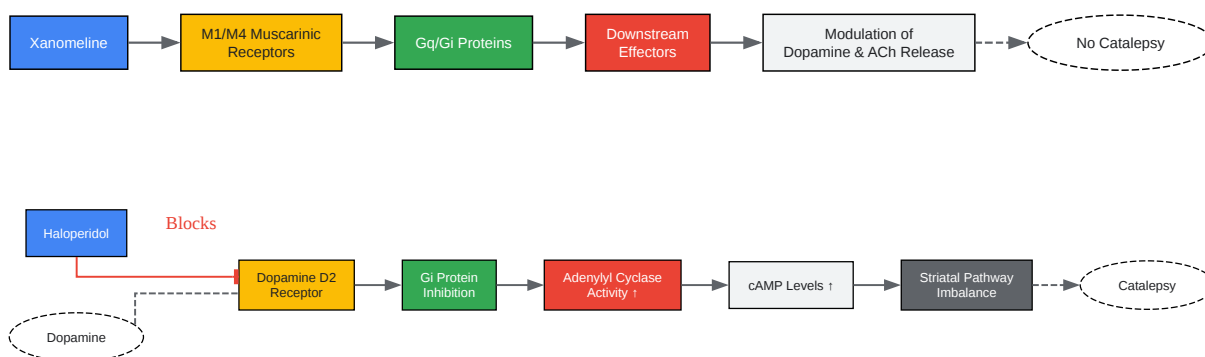 Xanomeline
M1/M4 Muscarinic
Receptors
Gq/Gi Proteins
Downstream
Effectors
Modulation of
Dopamine & ACh Release
No Catalepsy
Blocks
Haloperidol
Dopamine D2
Receptor
Gi Protein
Inhibition
Adenylyl Cyclase
Activity ↑
cAMP Levels ↑
Striatal Pathway
Imbalance
Catalepsy
Dopamine